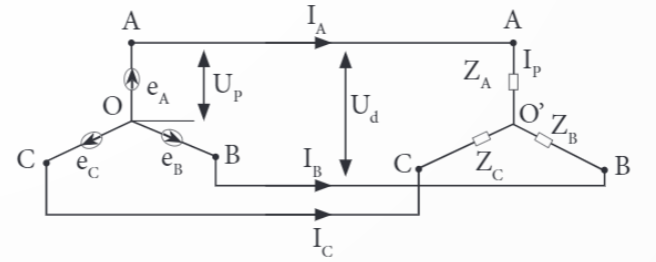 A I_A A
e_A U_p Z_A I_p
O U_d O' Z_B
C e_C e_B B I_B C Z_C B
I_C